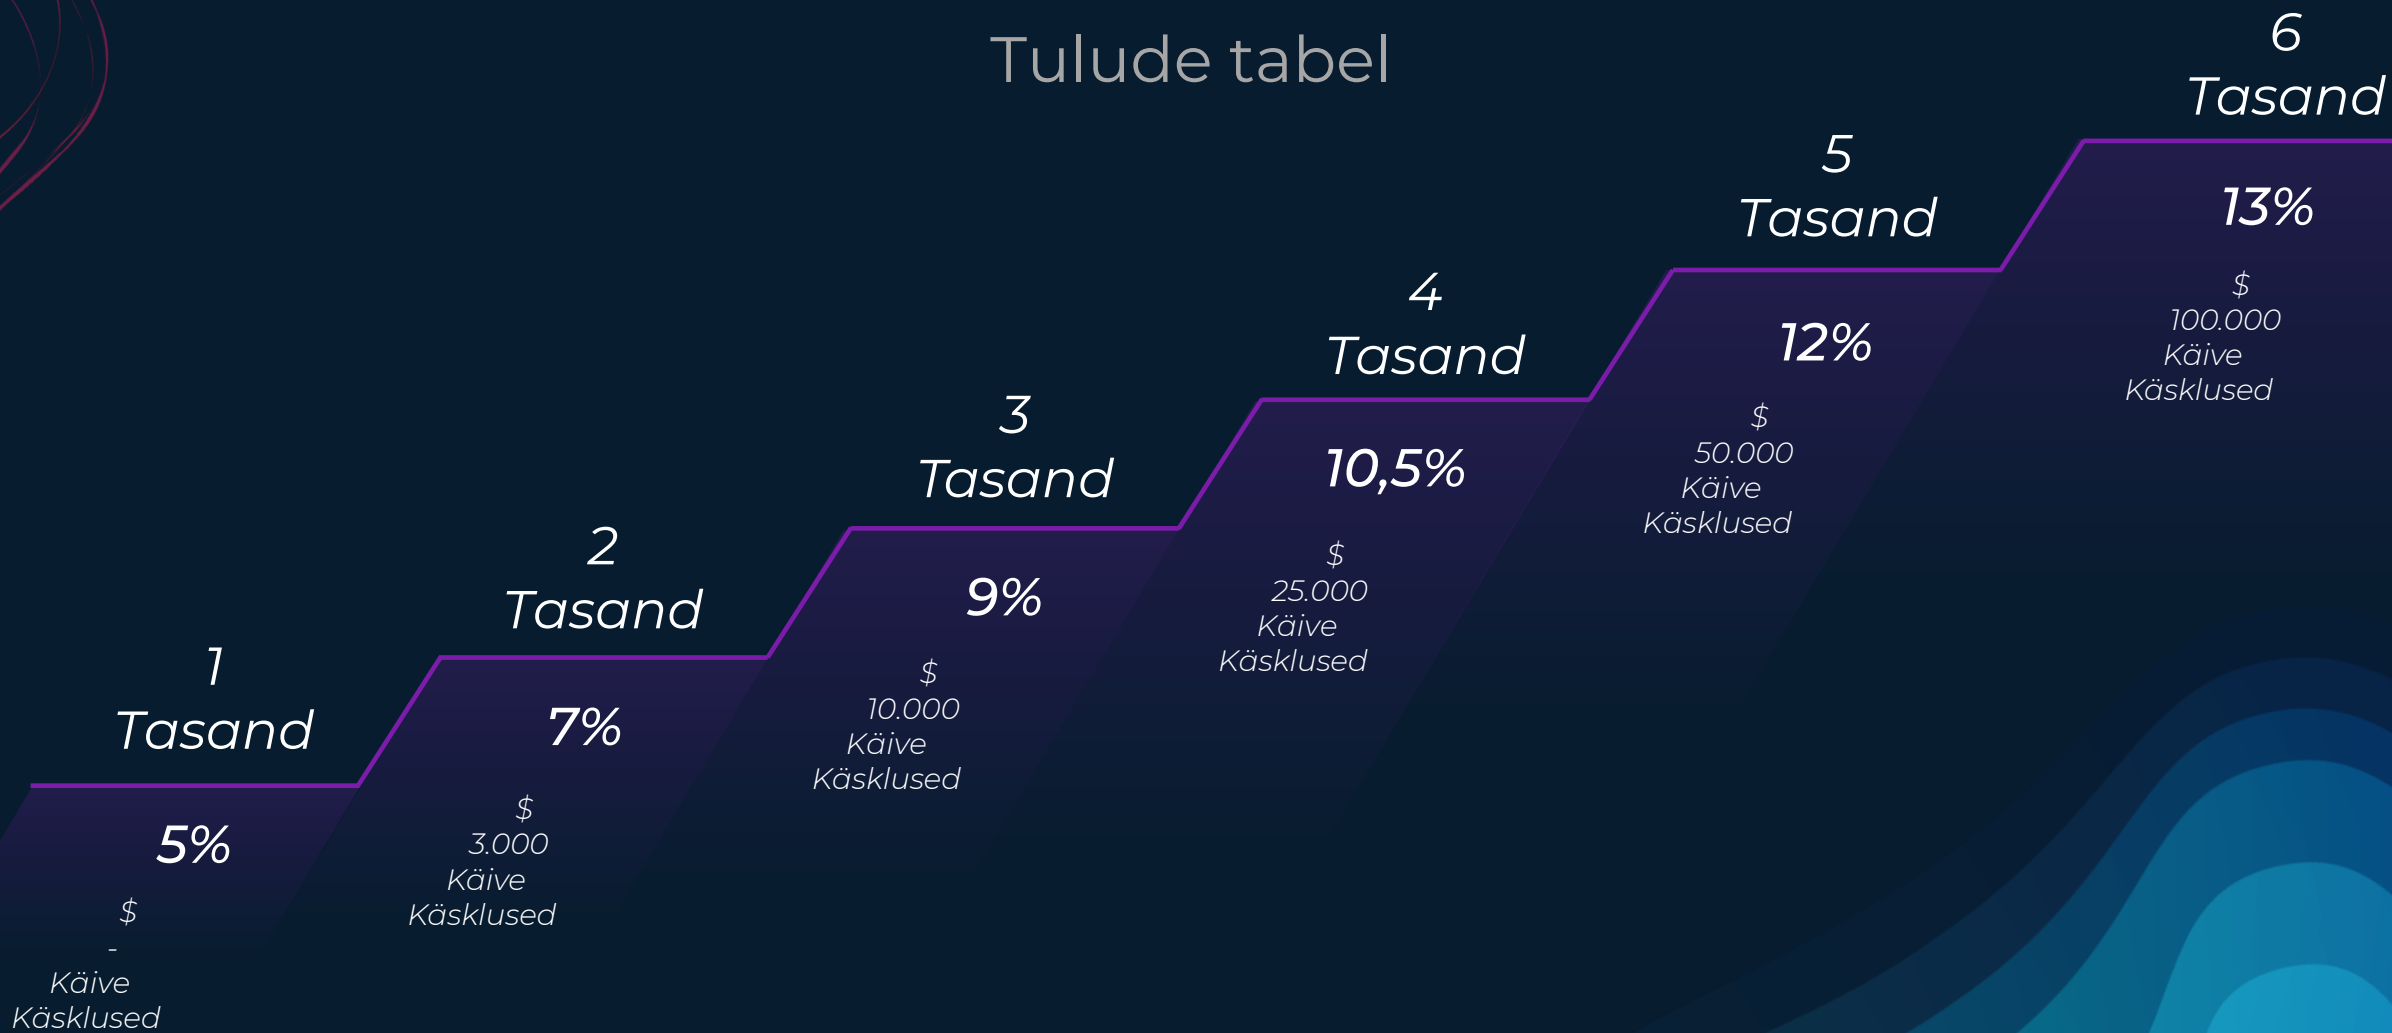 Tulude tabel
1
Tasand
5%
$
-
Käive
Käsklused
2
Tasand
7%
$
3.000
Käive
Käsklused
3
Tasand
9%
$
10.000
Käive
Käsklused
4
Tasand
10,5%
$
25.000
Käive
Käsklused
5
Tasand
12%
$
50.000
Käive
Käsklused
6
Tasand
13%
$
100.000
Käive
Käsklused